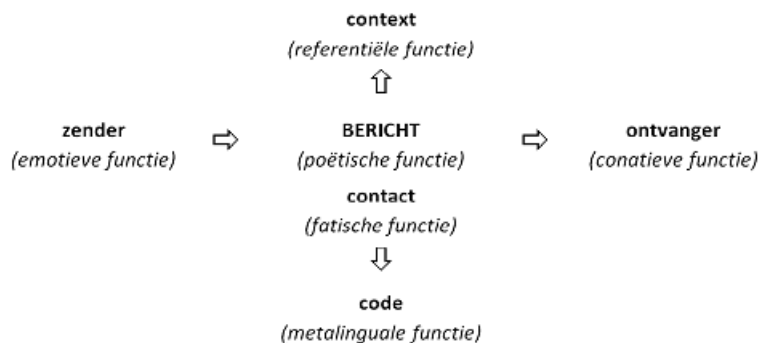 context
(referentiële functie)
zender BERICHT ontvanger
(emotieve functie) (poëtische functie) (conatieve functie)
contact
(fatische functie)
code
(metalinguale functie)